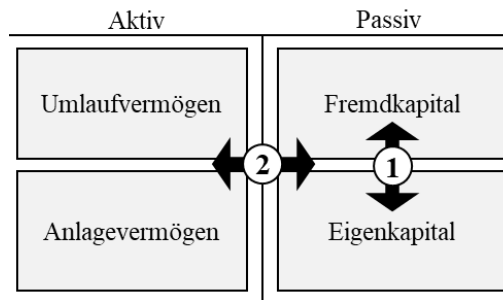 Aktiv Passiv
Umlaufvermögen Fremdkapital
2 1
Anlagevermögen Eigenkapital